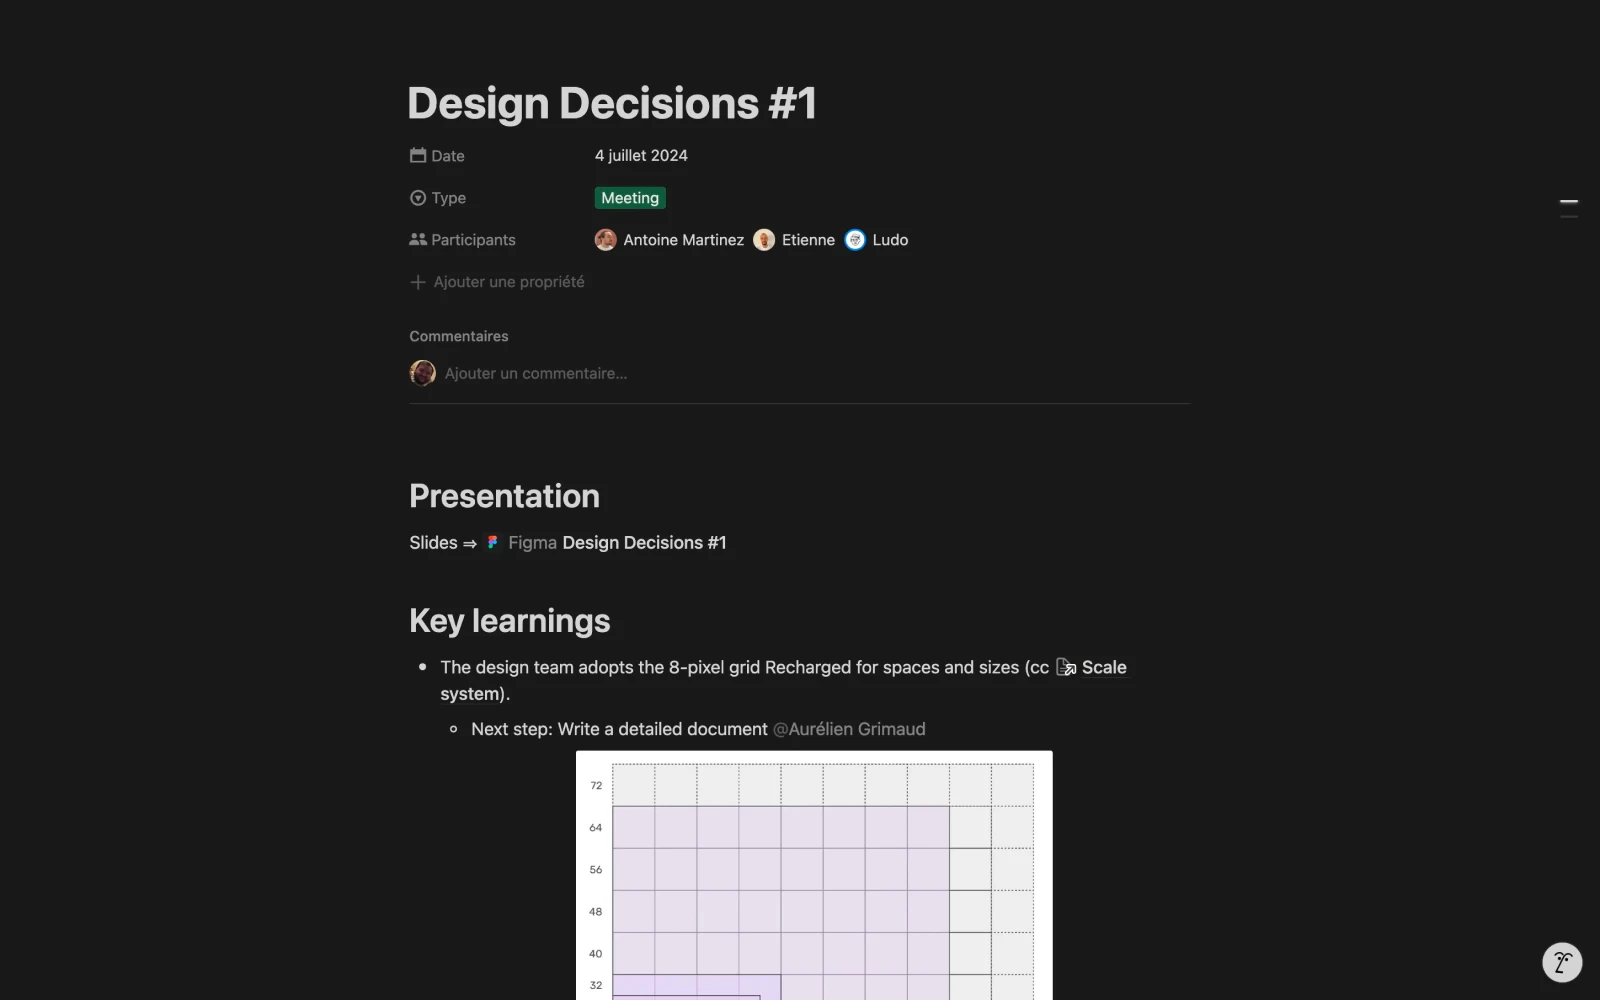 Design Decisions #1
Date 4 juillet 2024
Type Meeting
Participants Antoine Martinez Etienne Ludo
Ajouter une propriété
Commentaires
Ajouter un commentaire...
Presentation
Slides ⇒ Figma Design Decisions #1
Key learnings
• The design team adopts the 8-pixel grid Recharged for spaces and sizes (cc Scale
system).
◦ Next step: Write a detailed document @Aurélien Grimaud
72
64
56
48
40
32